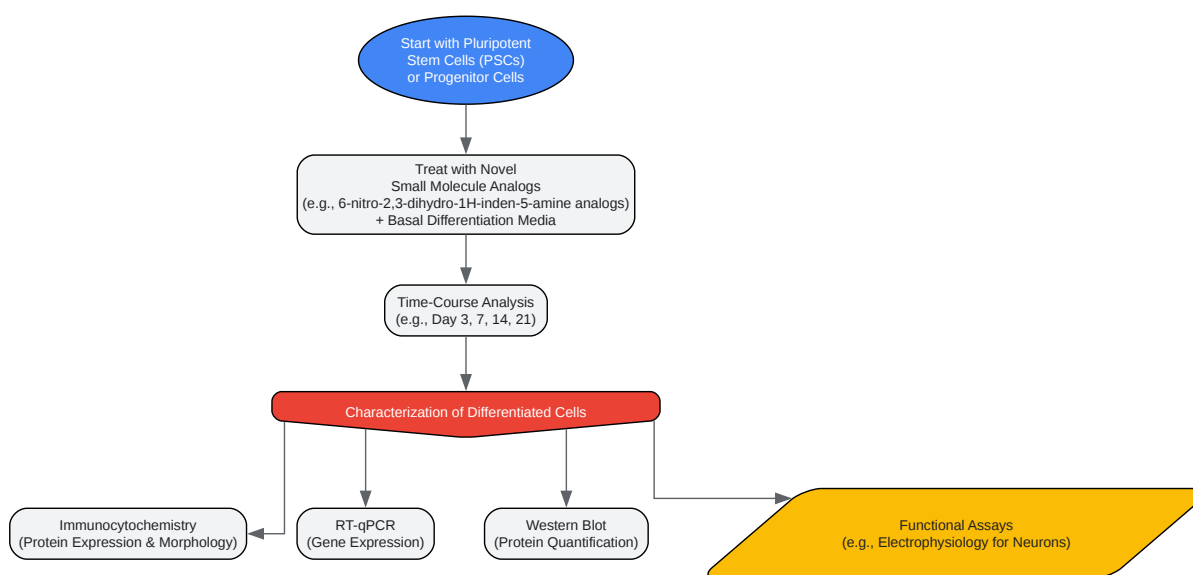 Start with Pluripotent
Stem Cells (PSCs)
or Progenitor Cells
Treat with Novel
Small Molecule Analogs
(e.g., 6-nitro-2,3-dihydro-1H-inden-5-amine analogs)
+ Basal Differentiation Media
Time-Course Analysis
(e.g., Day 3, 7, 14, 21)
Characterization of Differentiated Cells
Immunocytochemistry
(Protein Expression & Morphology)
RT-qPCR
(Gene Expression)
Western Blot
(Protein Quantification)
Functional Assays
(e.g., Electrophysiology for Neurons)